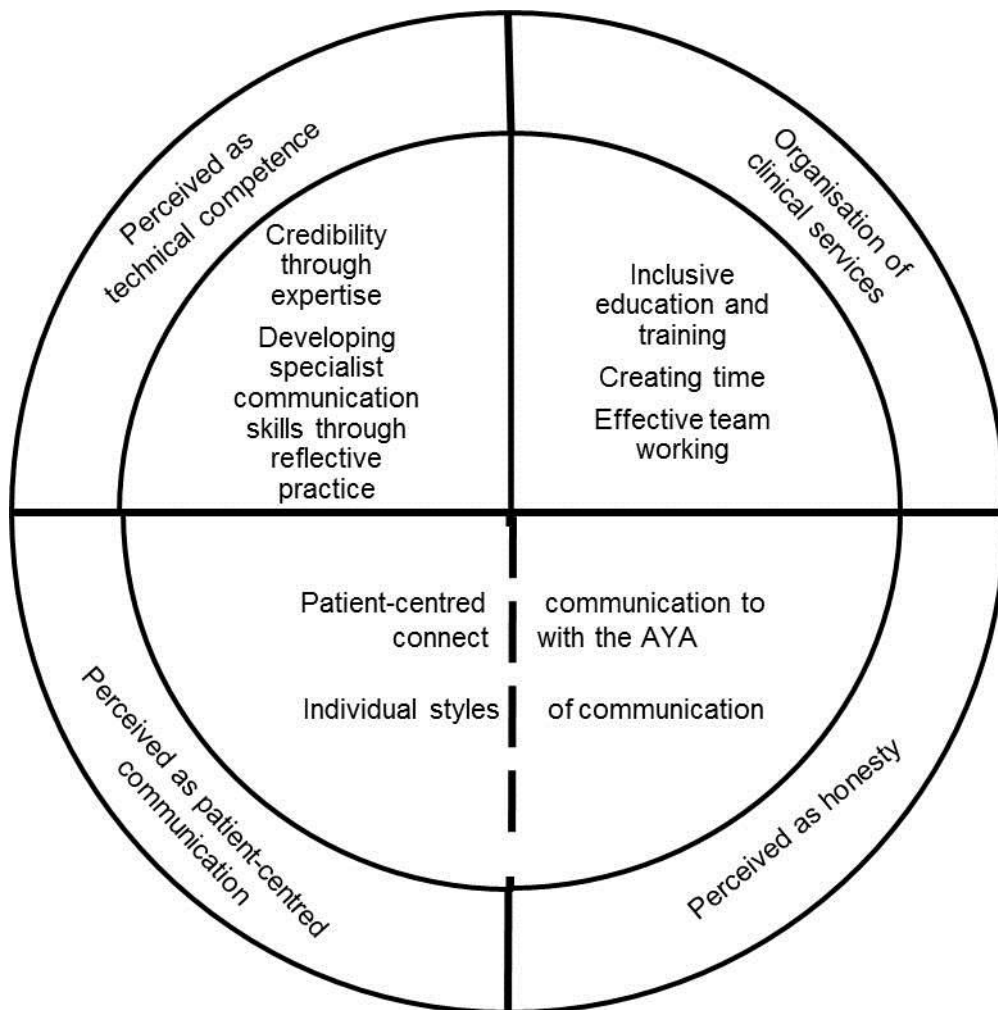 Perceived as
technical competence
Organisation of
clinical services
Credibility
through
expertise
Developing
specialist
communication
skills through
reflective
practice
Inclusive
education and
training
Creating time
Effective team
working
Patient-centred communication to
connect with the AYA
Individual styles of communication
Perceived as patient-centred
communication
Perceived as honesty